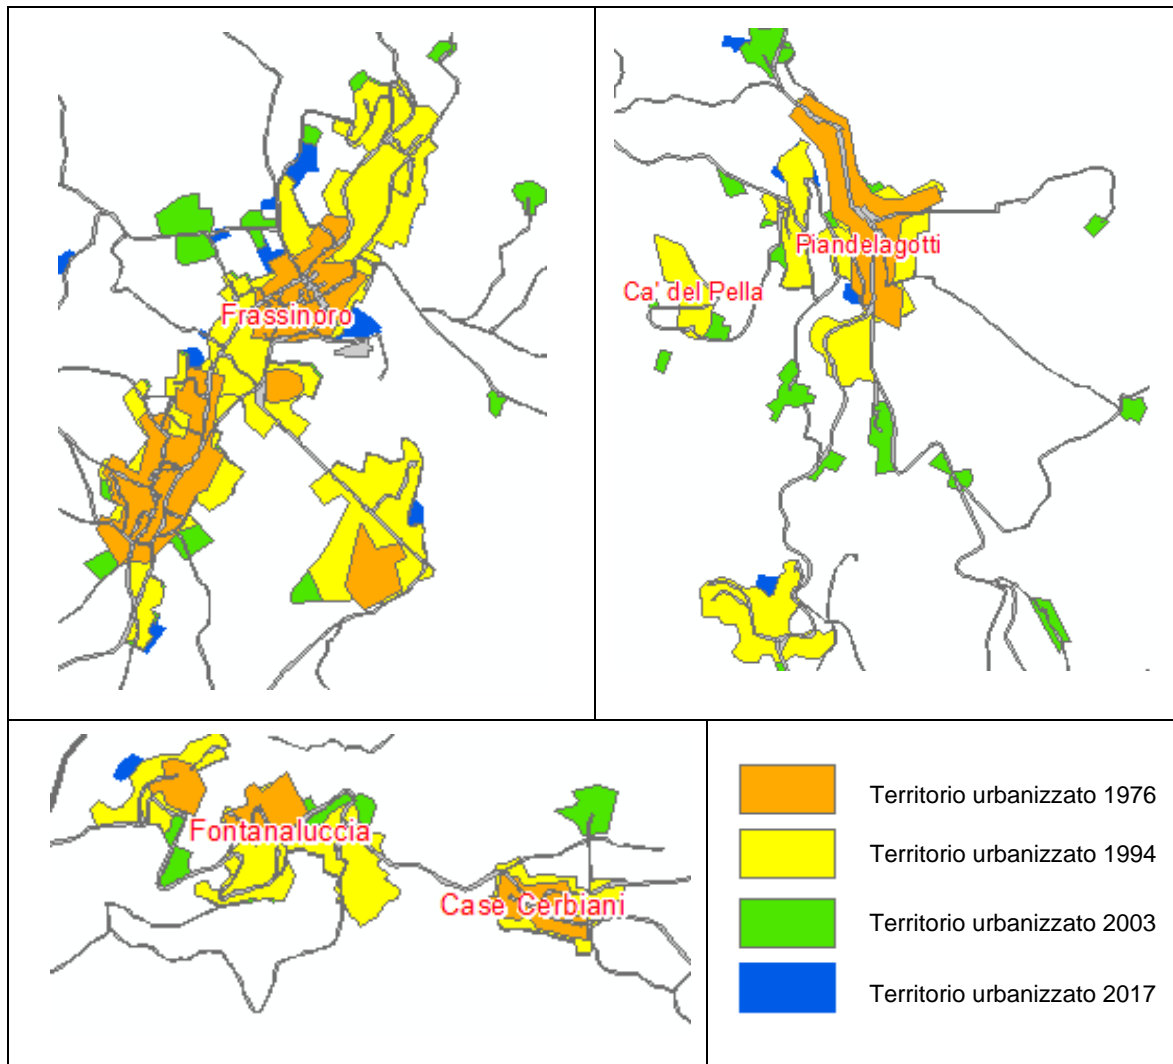 Frassinoro
Piandelagotti
Ca' del Pella
Fontanaluccia
Case Cerbiani
Territorio urbanizzato 1976
Territorio urbanizzato 1994
Territorio urbanizzato 2003
Territorio urbanizzato 2017